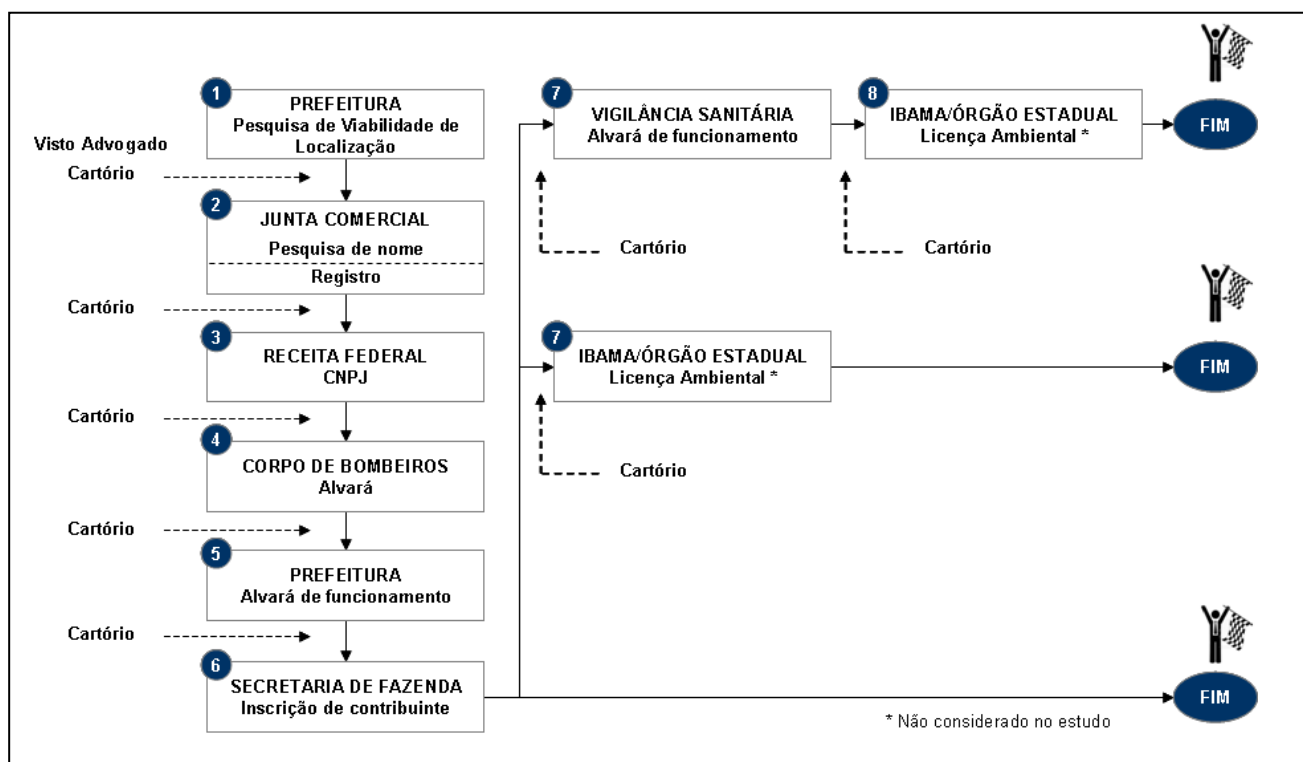 1
PREFEITURA
Pesquisa de Viabilidade de
Localização
Visto Advogado
Cartório
2
JUNTA COMERCIAL
Pesquisa de nome
Registro
Cartório
3
RECEITA FEDERAL
CNPJ
Cartório
4
CORPO DE BOMBEIROS
Alvará
Cartório
5
PREFEITURA
Alvará de funcionamento
Cartório
6
SECRETARIA DE FAZENDA
Inscrição de contribuinte
7
VIGILÂNCIA SANITÁRIA
Alvará de funcionamento
Cartório
8
IBAMA/ÓRGÃO ESTADUAL
Licença Ambiental *
Cartório
FIM
7
IBAMA/ÓRGÃO ESTADUAL
Licença Ambiental *
Cartório
FIM
FIM
* Não considerado no estudo